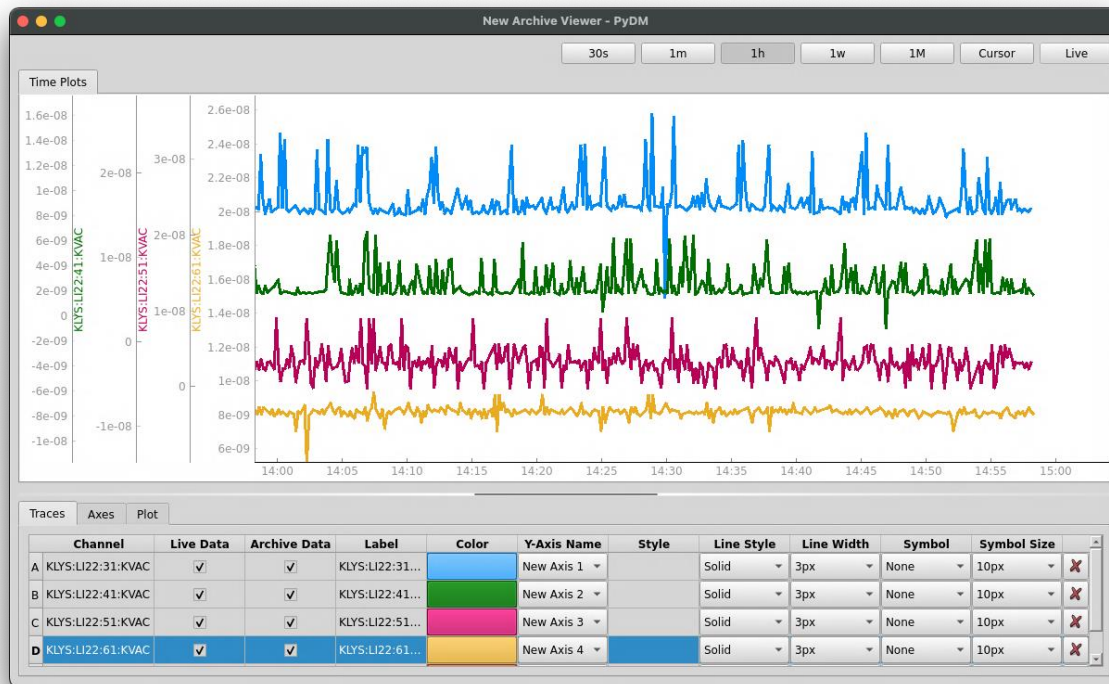 New Archive Viewer - PyDM
30s 1m 1h 1w 1M Cursor Live
Time Plots
KLYS:LI22:41:KVAC
1.6e-08
1.4e-08
1.2e-08
1e-08
8e-09
6e-09
4e-09
2e-09
0
-2e-09
-4e-09
-6e-09
-8e-09
-1e-08
KLYS:LI22:51:KVAC
2e-08
1e-08
0
-1e-08
KLYS:LI22:61:KVAC
3e-08
2e-08
1e-08
0
2.6e-08
2.4e-08
2.2e-08
2e-08
1.8e-08
1.6e-08
1.4e-08
1.2e-08
1e-08
8e-09
6e-09
14:00 14:05 14:10 14:15 14:20 14:25 14:30 14:35 14:40 14:45 14:50 14:55 15:00
Traces Axes Plot
Channel Live Data Archive Data Label Color Y-Axis Name Style Line Style Line Width Symbol Symbol Size
A KLYS:LI22:31:KVAC KLYS:LI22:31... New Axis 1 Solid 3px None 10px
B KLYS:LI22:41:KVAC KLYS:LI22:41... New Axis 2 Solid 3px None 10px
C KLYS:LI22:51:KVAC KLYS:LI22:51... New Axis 3 Solid 3px None 10px
D KLYS:LI22:61:KVAC KLYS:LI22:61... New Axis 4 Solid 3px None 10px